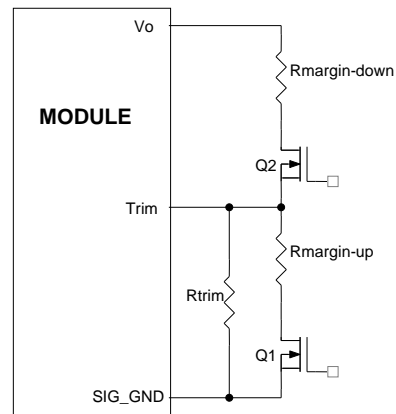 Vo
Rmargin-down
MODULE
Q2
Trim
Rmargin-up
Rtrim
Q1
SIG_GND